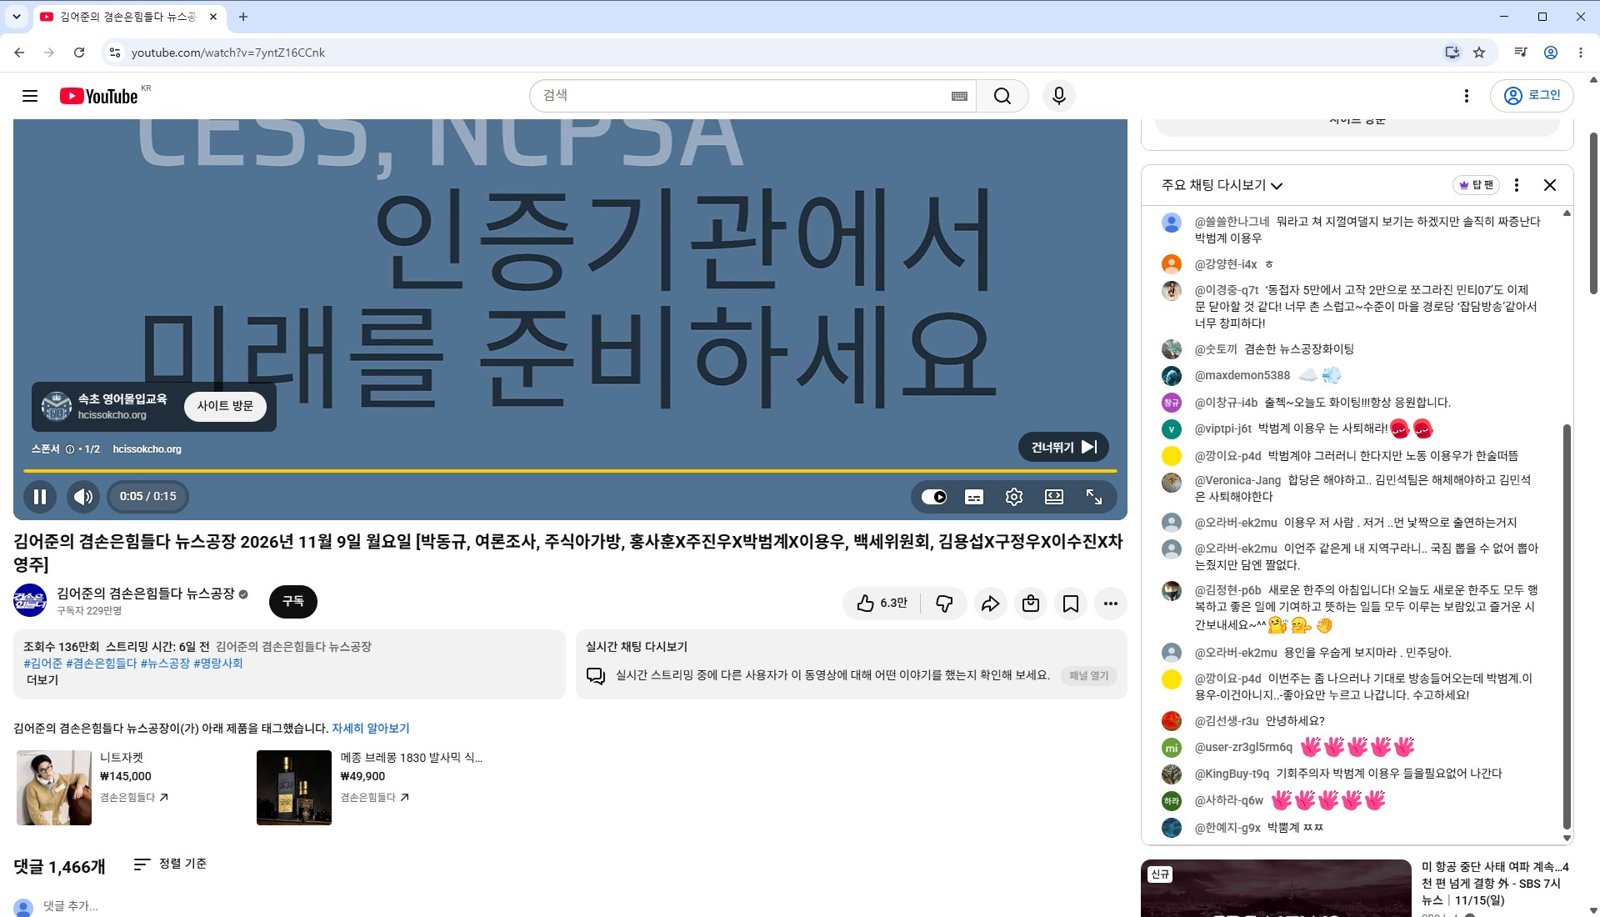 김어준의 겸손은힘들다 뉴스공
youtube.com/watch?v=7yntZ16CCnk
YouTube KR
검색
로그인
CESS, NCPSA
인증기관에서
미래를 준비하세요
속초 영어몰입교육
hcissokcho.org
사이트 방문
스폰서 · 1/2 hcissokcho.org
건너뛰기
0:05 / 0:15
김어준의 겸손은힘들다 뉴스공장 2026년 11월 9일 월요일 [박동규, 여론조사, 주식아가방, 홍사훈X주진우X박범계X이용우, 백세위원회, 김용섭X구정우X이수진X차
영주]
김어준의 겸손은힘들다 뉴스공장
구독자 229만명
구독
6.3만
조회수 136만회 스트리밍 시간: 6일 전 김어준의 겸손은힘들다 뉴스공장
#김어준 #겸손은힘들다 #뉴스공장 #명랑사회
더보기
실시간 채팅 다시보기
실시간 스트리밍 중에 다른 사용자가 이 동영상에 대해 어떤 이야기를 했는지 확인해 보세요.
패널 열기
김어준의 겸손은힘들다 뉴스공장이(가) 아래 제품을 태그했습니다. 자세히 알아보기
니트자켓
₩145,000
겸손은힘들다
메종 브레몽 1830 발사믹 식...
₩49,900
겸손은힘들다
댓글 1,466개
정렬 기준
댓글 추가...
사이트 방문
주요 채팅 다시보기
탑 팬
@쓸쓸한나그네 뭐라고 쳐 지껄여댈지 보기는 하겠지만 솔직히 짜증난다
박범계 이용우
@강양현-i4x ㅎ
@이경중-q7t '동접자 5만에서 고작 2만으로 쪼그라진 민티07'도 이제
문 닫아할 것 같다! 너무 촌 스럽고~수준이 마을 경로당 '잡담방송'같아서
너무 창피하다!
@숫토끼 겸손한 뉴스공장화이팅
@maxdemon5388
창규
@이창규-i4b 출첵~오늘도 화이팅!!!항상 응원합니다.
v
@viptpi-j6t 박범계 이용우 는 사퇴해라!
@깡이요-p4d 박범계야 그러러니 한다지만 노동 이용우가 한술떠뜸
@Veronica-Jang 합당은 해야하고.. 김민석팀은 해체해야하고 김민석
은 사퇴해야한다
@오라버-ek2mu 이용우 저 사람 . 저거 ..먼 낯짝으로 출연하는거지
@오라버-ek2mu 이언주 같은게 내 지역구라니.. 국짐 뽑을 수 없어 뽑아
는줬지만 담엔 짤없다.
@김정현-p6b 새로운 한주의 아침입니다! 오늘도 새로운 한주도 모두 행
복하고 좋은 일에 기여하고 뜻하는 일들 모두 이루는 보람있고 즐거운 시
간보내세요~^^
@오라버-ek2mu 용인을 우숩게 보지마라 . 민주당아.
@깡이요-p4d 이번주는 좀 나으려나 기대로 방송들어오는데 박범계.이
용우-이건아니지..-좋아요만 누르고 나갑니다. 수고하세요!
@김선생-r3u 안녕하세요?
mi
@user-zr3gl5rm6q
@KingBuy-t9q 기회주의자 박범계 이용우 들을필요없어 나간다
하라
@사하라-q6w
@한예지-g9x 박뿜계 ㅉㅉ
신규
미 항공 중단 사태 여파 계속...4
천 편 넘게 결항 外 - SBS 7시
뉴스 | 11/15(일)